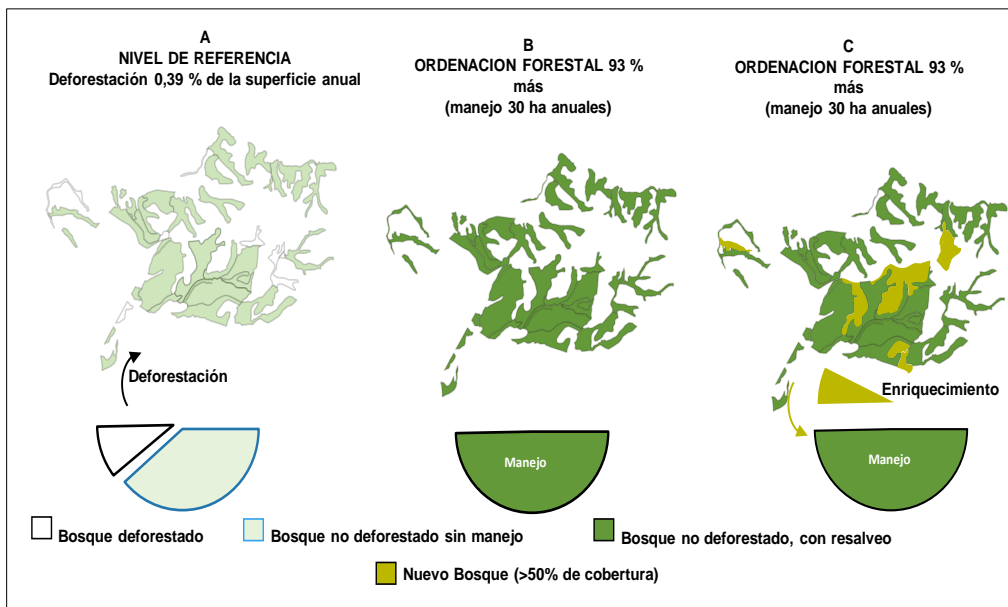 A
NIVEL DE REFERENCIA
Deforestación 0,39 % de la superficie anual
B
ORDENACION FORESTAL 93 %
más
(manejo 30 ha anuales)
C
ORDENACION FORESTAL 93 %
más
(manejo 30 ha anuales)
Deforestación
Enriquecimiento
Manejo
Manejo
Bosque deforestado
Bosque no deforestado sin manejo
Bosque no deforestado, con resalveo
Nuevo Bosque (>50% de cobertura)